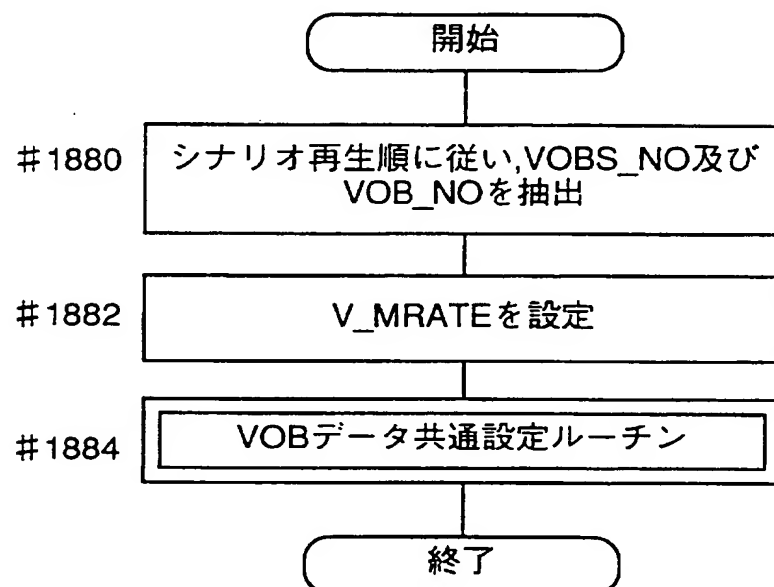 開始
#1880
シナリオ再生順に従い,VOBS_NO及び
VOB_NOを抽出
#1882
V_MRATEを設定
#1884
VOBデータ共通設定ルーチン
終了